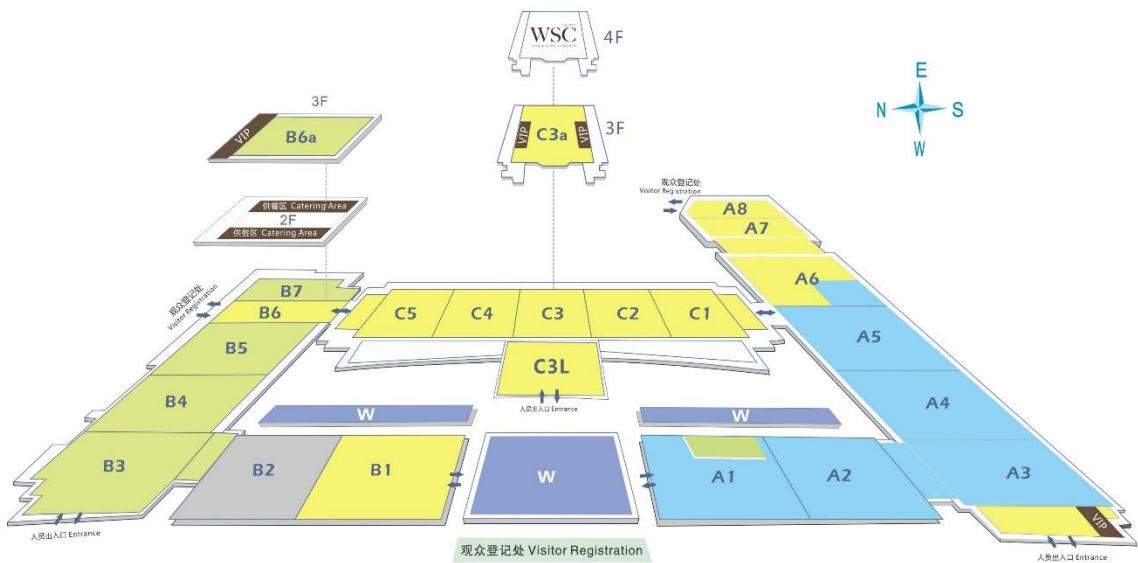 WSC
4F
E
N
S
W
3F
VIP
B6a
VIP
C3a
VIP
3F
观众登记处
Visitor Registration
供餐区 Catering Area
2F
供餐区 Catering Area
A8
A7
A6
观众登记处
Visitor Registration
B7
B6
C5
C4
C3
C2
C1
B5
A5
C3L
B4
人员出入口 Entrance
A4
W
W
B3
B2
B1
W
A1
A2
A3
VIP
人员出入口 Entrance
人员出入口 Entrance
观众登记处 Visitor Registration